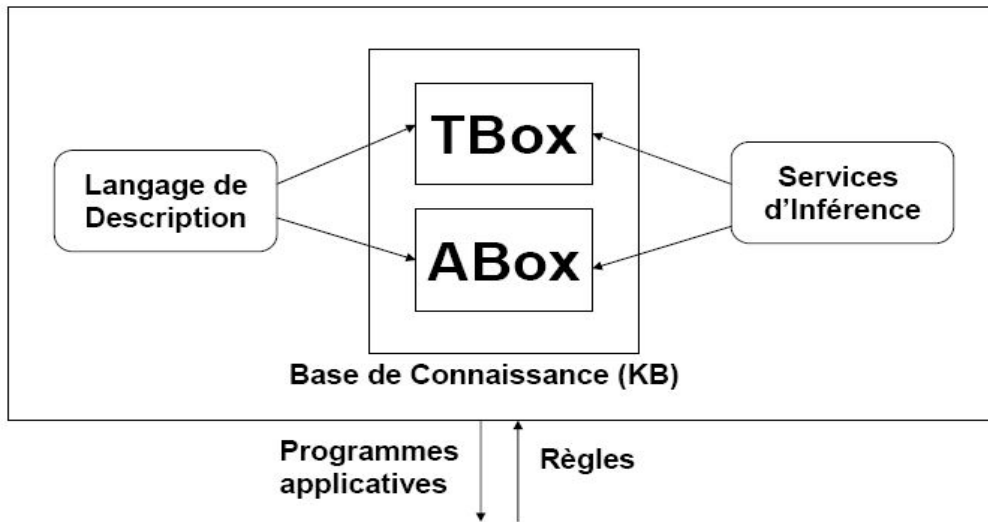 TBox
Langage de
Description
Services
d'Inférence
ABox
Base de Connaissance (KB)
Programmes
applicatives
Règles